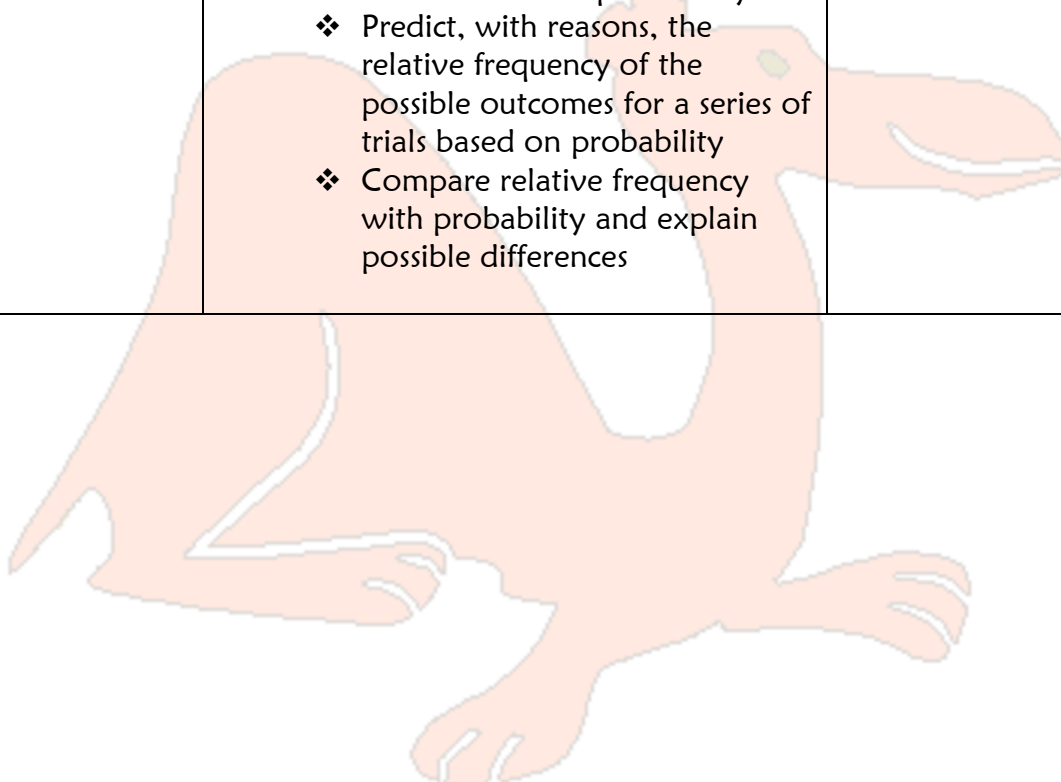 ❖ Predict, with reasons, the
relative frequency of the
possible outcomes for a series of
trials based on probability
❖ Compare relative frequency
with probability and explain
possible differences